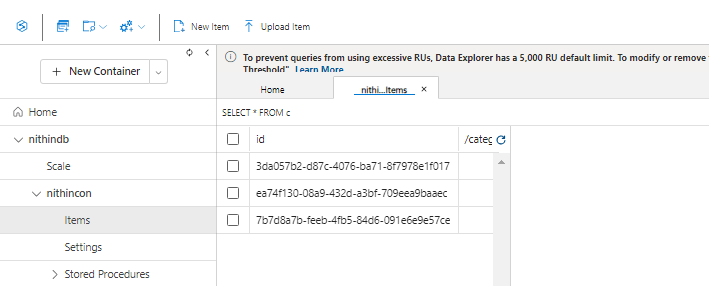 New Item
Upload Item
To prevent queries from using excessive RUs, Data Explorer has a 5,000 RU default limit. To modify or remove
Threshold". Learn More
+ New Container
Home
nithi...Items
Home
SELECT * FROM c
nithindb
id
/categ
Scale
3da057b2-d87c-4076-ba71-8f7978e1f017
nithincon
ea74f130-08a9-432d-a3bf-709eea9baaec
Items
7b7d8a7b-feeb-4fb5-84d6-091e6e9e57ce
Settings
Stored Procedures